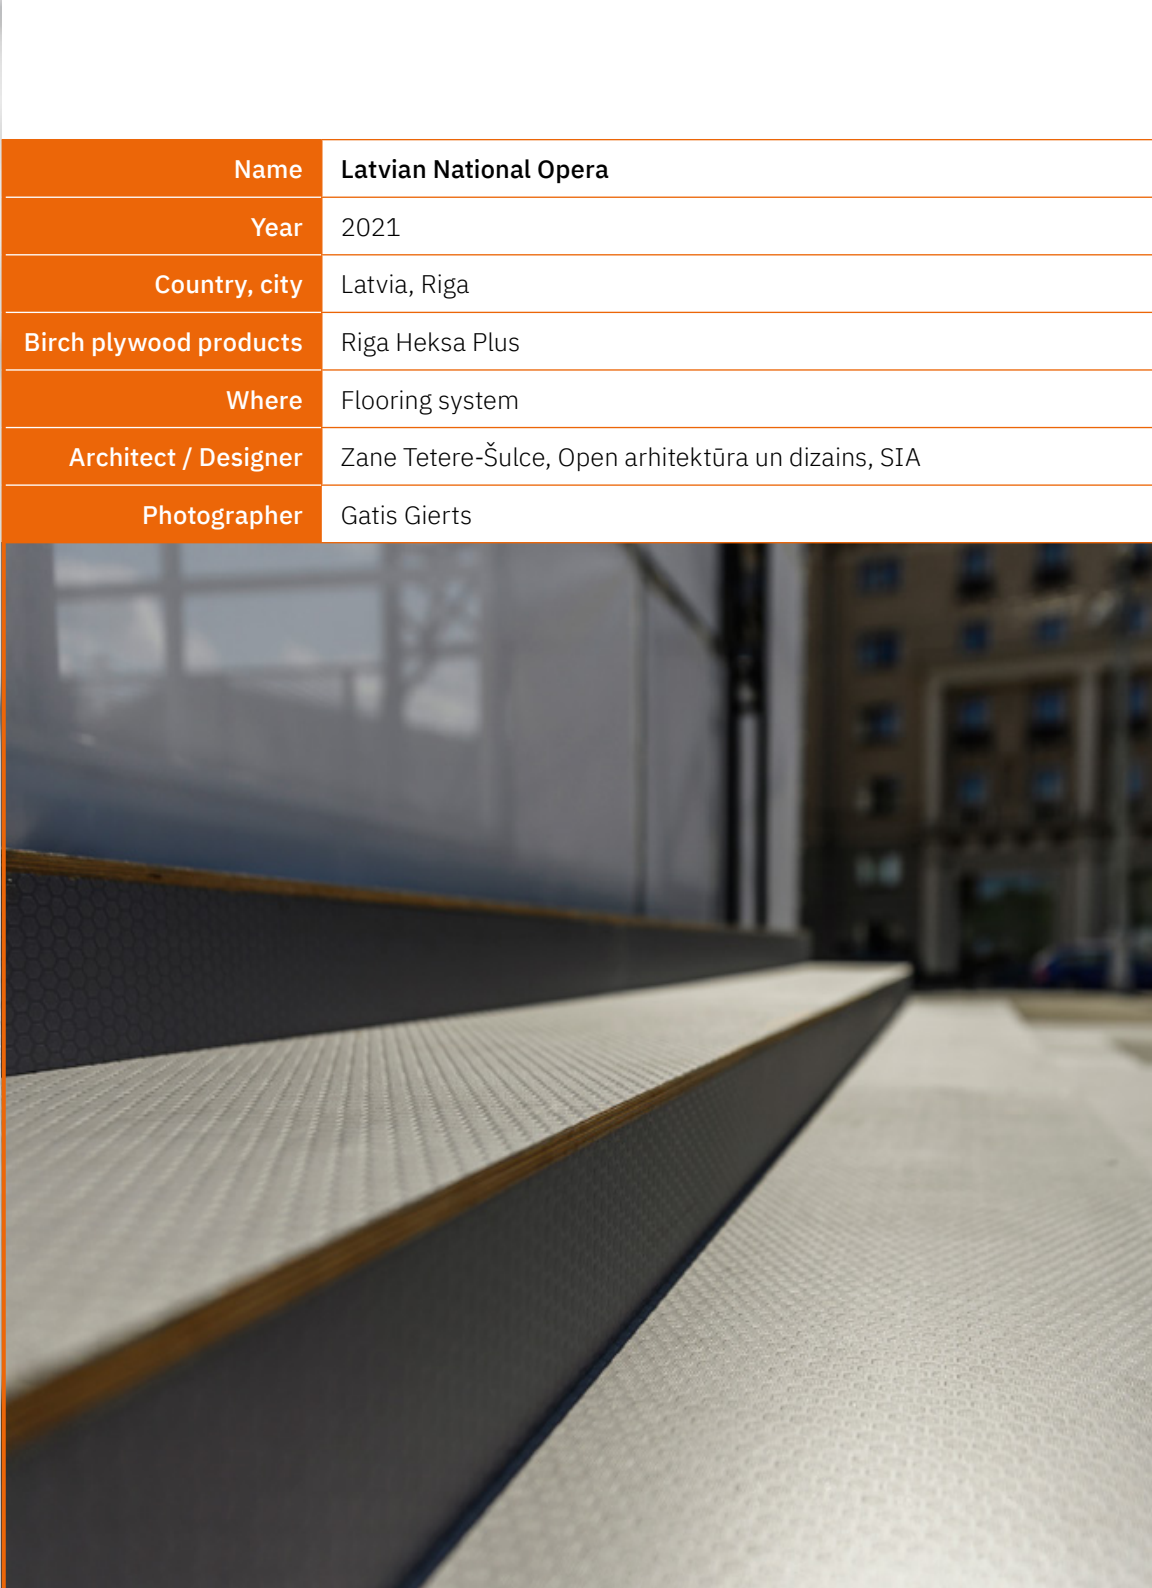 Name Latvian National Opera
Year 2021
Country, city Latvia, Riga
Birch plywood products Riga Heksa Plus
Where Flooring system
Architect / Designer Zane Tetere-Šulce, Open arhitektūra un dizains, SIA
Photographer Gatis Gierts